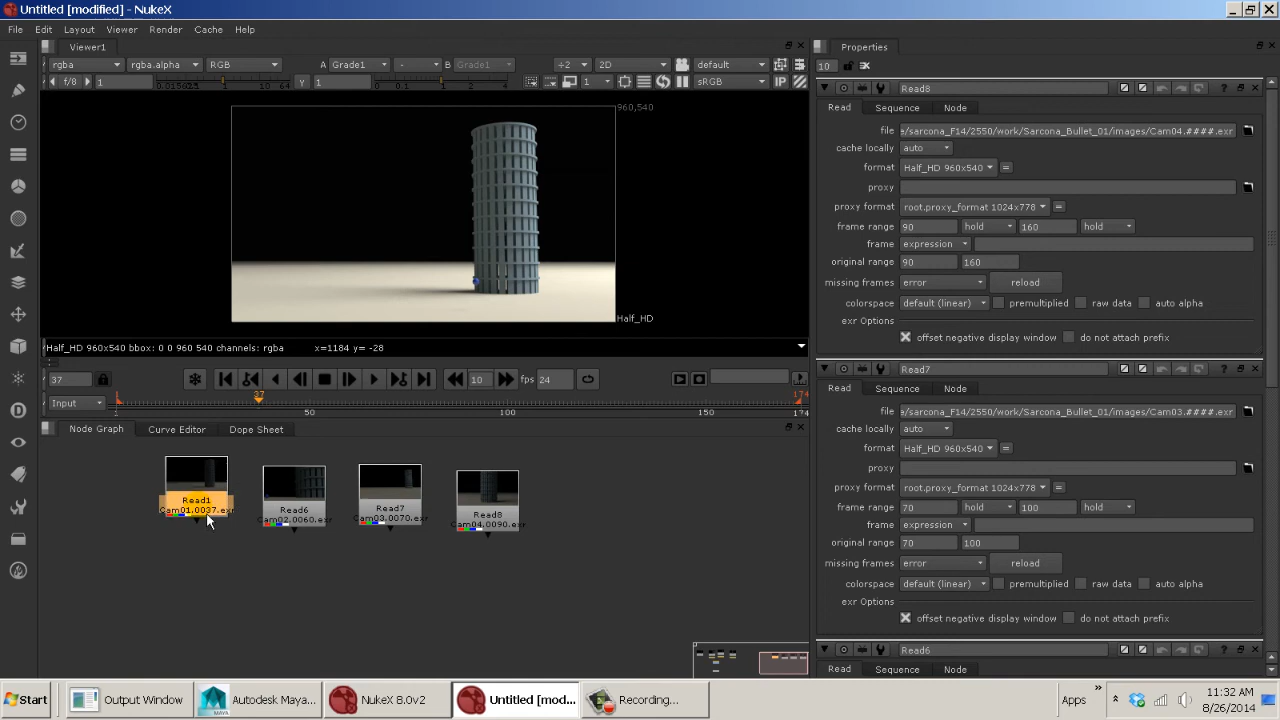 Untitled [modified] - NukeX
File Edit Layout Viewer Render Cache Help
Viewer1
Properties
rgba rgba.alpha RGB A Grade1 - B Grade1 ÷2 2D default
f/8 1 1 1 sRGB IP
10
Read8
Read Sequence Node
file e/sarcona_F14/2550/work/Sarcona_Bullet_01/images/Cam04.####.exr
cache locally auto
format Half_HD 960x540 =
proxy
proxy format root.proxy_format 1024x778 =
frame range 90 hold 160 hold
frame expression
original range 90 160
missing frames error reload
colorspace default (linear) premultiplied raw data auto alpha
exr Options
offset negative display window do not attach prefix
960,540
Half_HD
Half_HD 960x540 bbox: 0 0 960 540 channels: rgba x=1184 y= -28
37 10 fps 24
Input 1 37 50 100 150 174 174
Node Graph Curve Editor Dope Sheet
Read1
Cam01.0037.exr
Read6
Cam02.0060.exr
Read7
Cam03.0070.exr
Read8
Cam04.0090.exr
Read7
Read Sequence Node
file e/sarcona_F14/2550/work/Sarcona_Bullet_01/images/Cam03.####.exr
cache locally auto
format Half_HD 960x540 =
proxy
proxy format root.proxy_format 1024x778 =
frame range 70 hold 100 hold
frame expression
original range 70 100
missing frames error reload
colorspace default (linear) premultiplied raw data auto alpha
exr Options
offset negative display window do not attach prefix
Read6
Read Sequence Node
Start Output Window Autodesk Maya... NukeX 8.0v2 Untitled [mod... Recording... Apps » 11:32 AM
8/26/2014